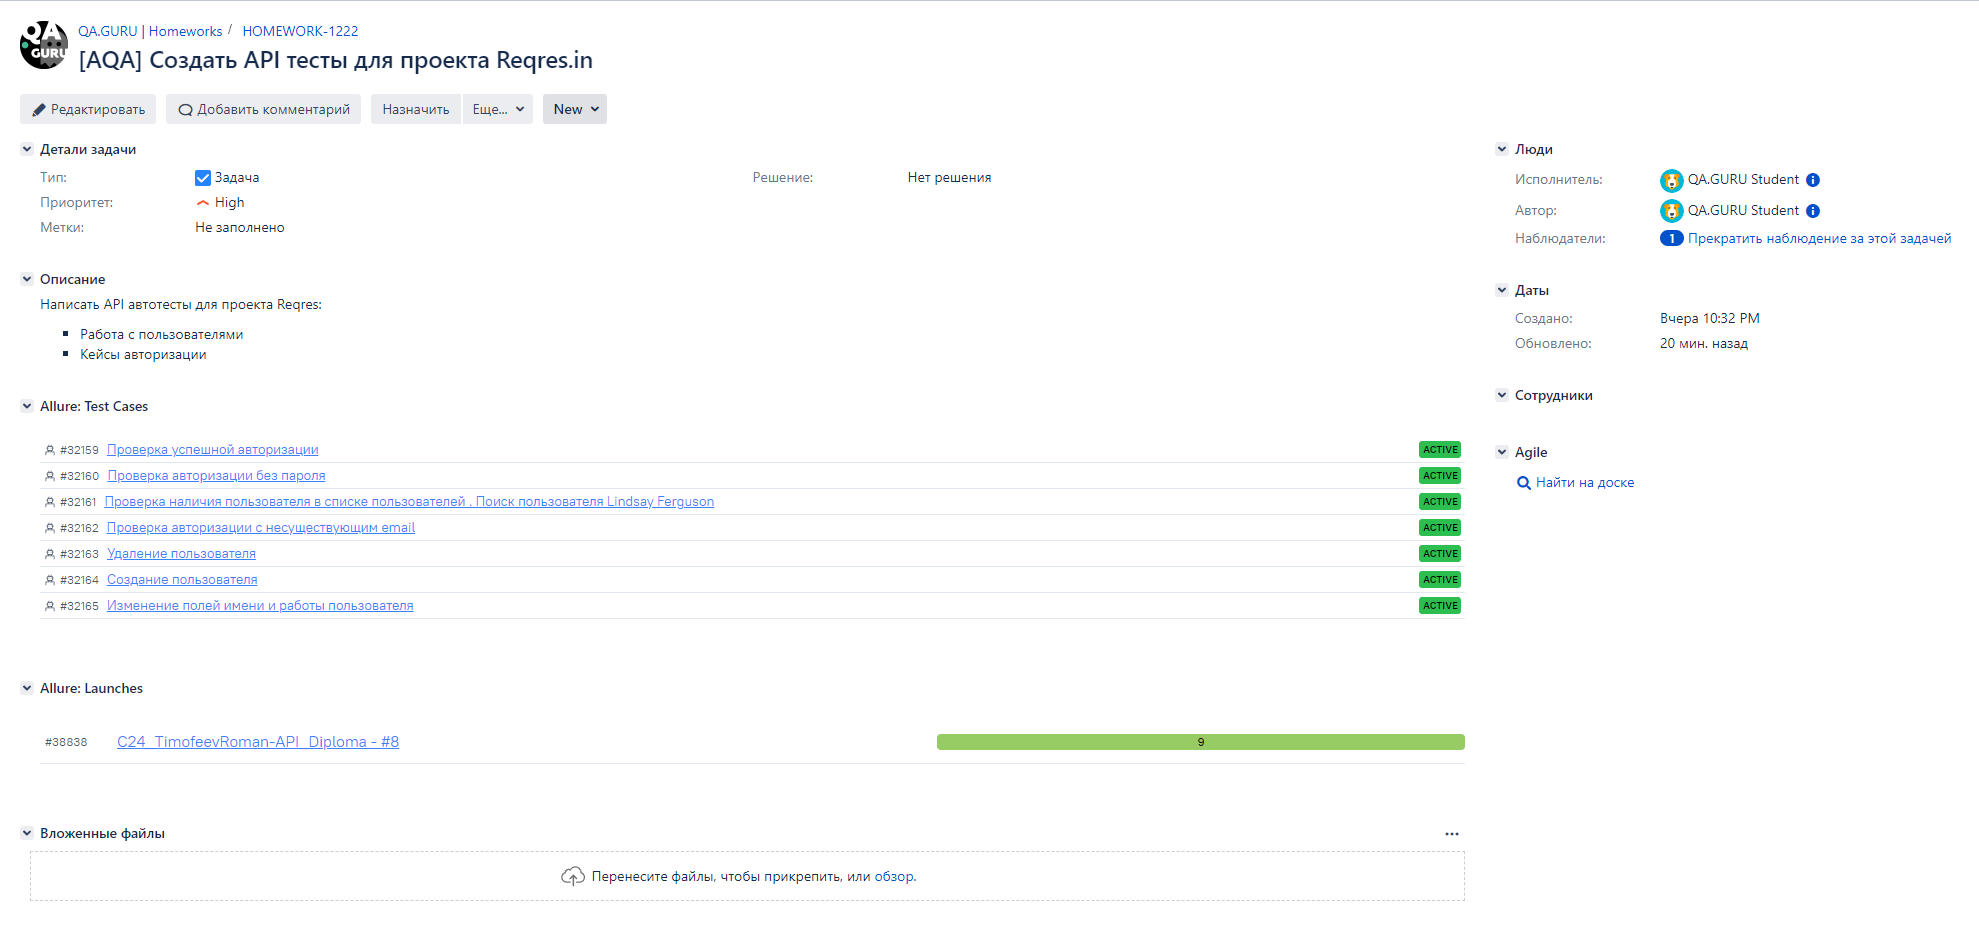 QA GURU
QA.GURU | Homeworks / HOMEWORK-1222
[AQA] Создать API тесты для проекта Reqres.in
Редактировать Добавить комментарий Назначить Еще... New
Детали задачи
Тип: Задача Решение: Нет решения
Приоритет: High
Метки: Не заполнено
Описание
Написать API автотесты для проекта Reqres:
Работа с пользователями
Кейсы авторизации
Allure: Test Cases
#32159 Проверка успешной авторизации ACTIVE
#32160 Проверка авторизации без пароля ACTIVE
#32161 Проверка наличия пользователя в списке пользователей . Поиск пользователя Lindsay Ferguson ACTIVE
#32162 Проверка авторизации с несуществующим email ACTIVE
#32163 Удаление пользователя ACTIVE
#32164 Создание пользователя ACTIVE
#32165 Изменение полей имени и работы пользователя ACTIVE
Allure: Launches
#38838 C24_TimofeevRoman-API_Diploma - #8 9
Вложенные файлы
Перенесите файлы, чтобы прикрепить, или обзор.
Люди
Исполнитель: QA.GURU Student
Автор: QA.GURU Student
Наблюдатели: 1 Прекратить наблюдение за этой задачей
Даты
Создано: Вчера 10:32 PM
Обновлено: 20 мин. назад
Сотрудники
Agile
Найти на доске